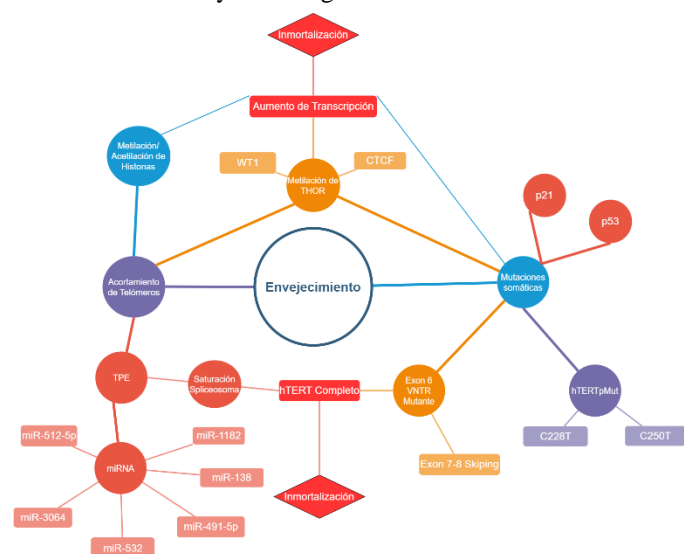 Inmortalización
Aumento de Transcripción
Metilación/
Acetilación de
Histonas
WT1
CTCF
Metilación de
THOR
p21
p53
Acortamiento
de Telómeros
Envejecimiento
Mutaciones
somáticas
TPE
Saturación
Spliceosoma
hTERT Completo
Exon 6
VNTR
Mutante
hTERTpMut
miR-512-5p
miR-1182
C228T
C250T
Exon 7-8 Skiping
miRNA
miR-138
Inmortalización
miR-3064
miR-491-5p
miR-532